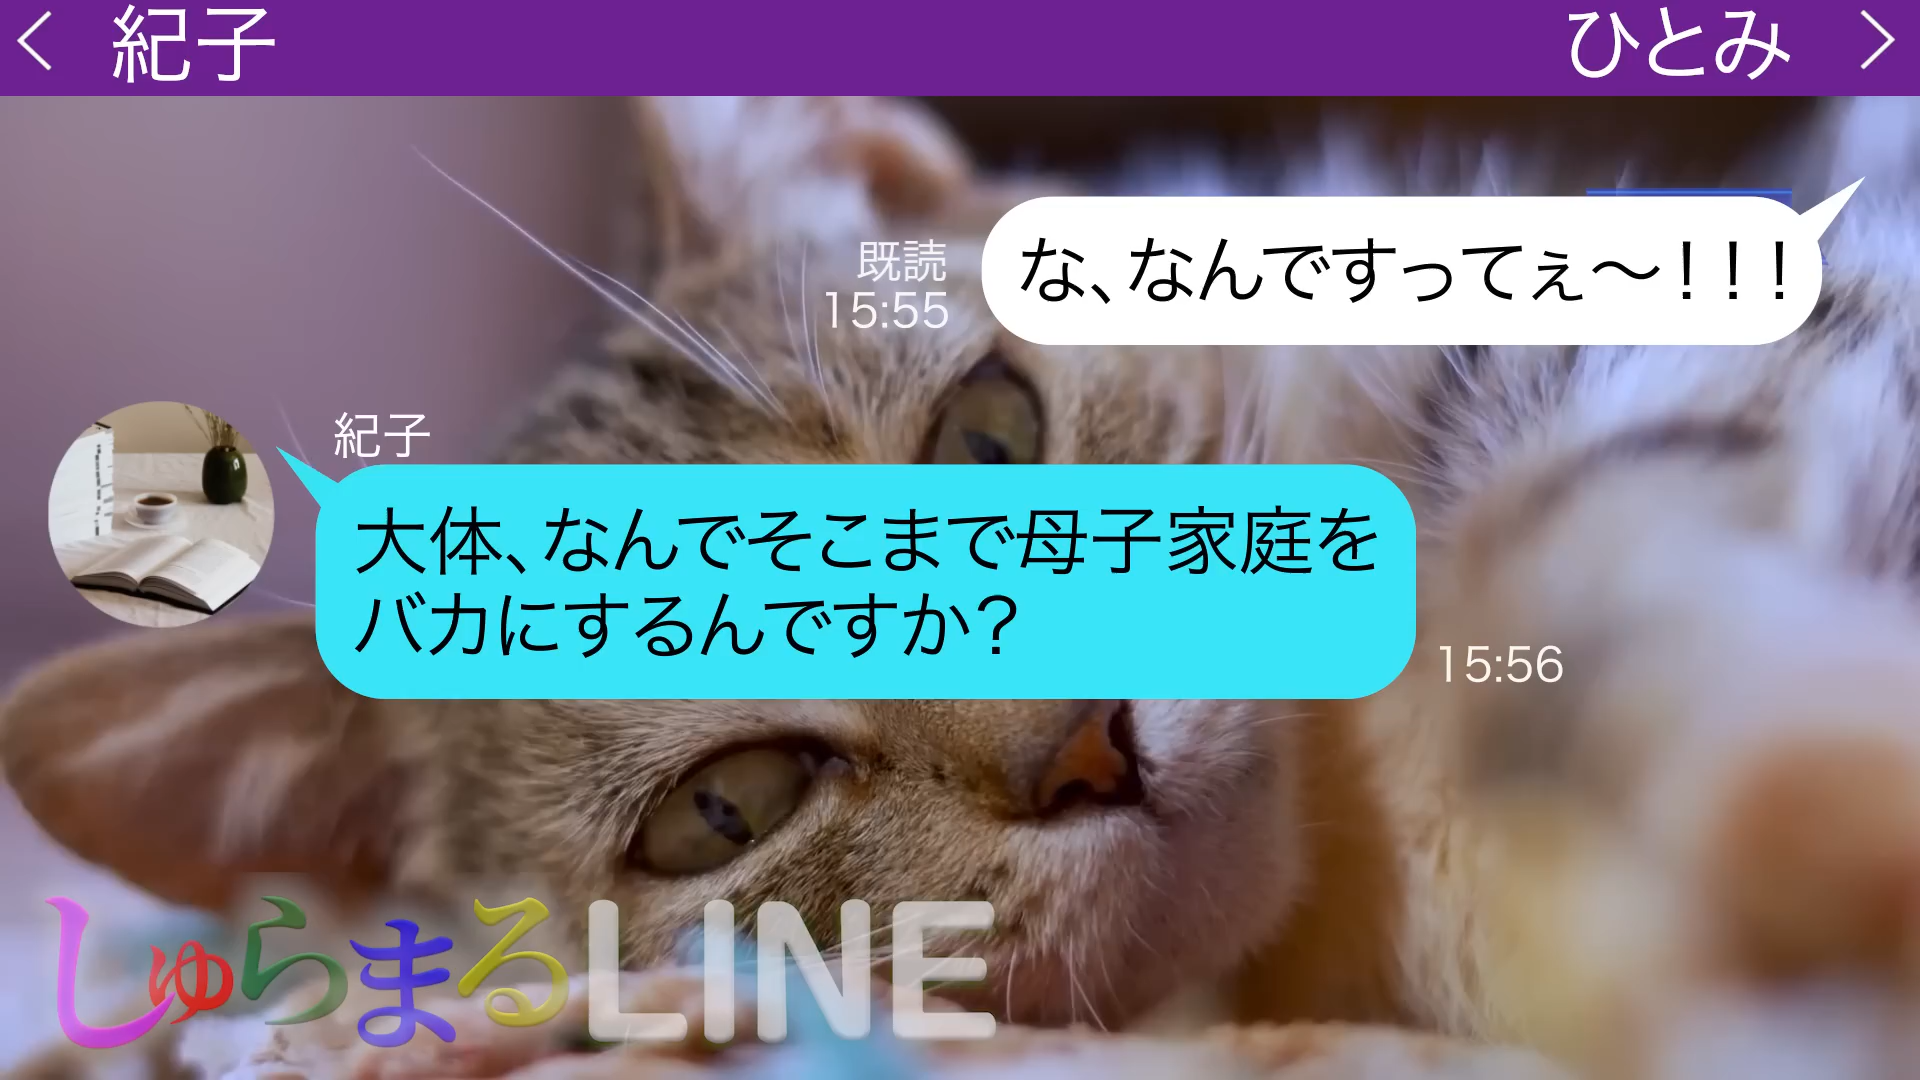 紀子
ひとみ
な、なんですってぇ〜！！！
既読
15:55
紀子
大体、なんでそこまで母子家庭を
バカにするんですか？
15:56
しゅらまるLINE